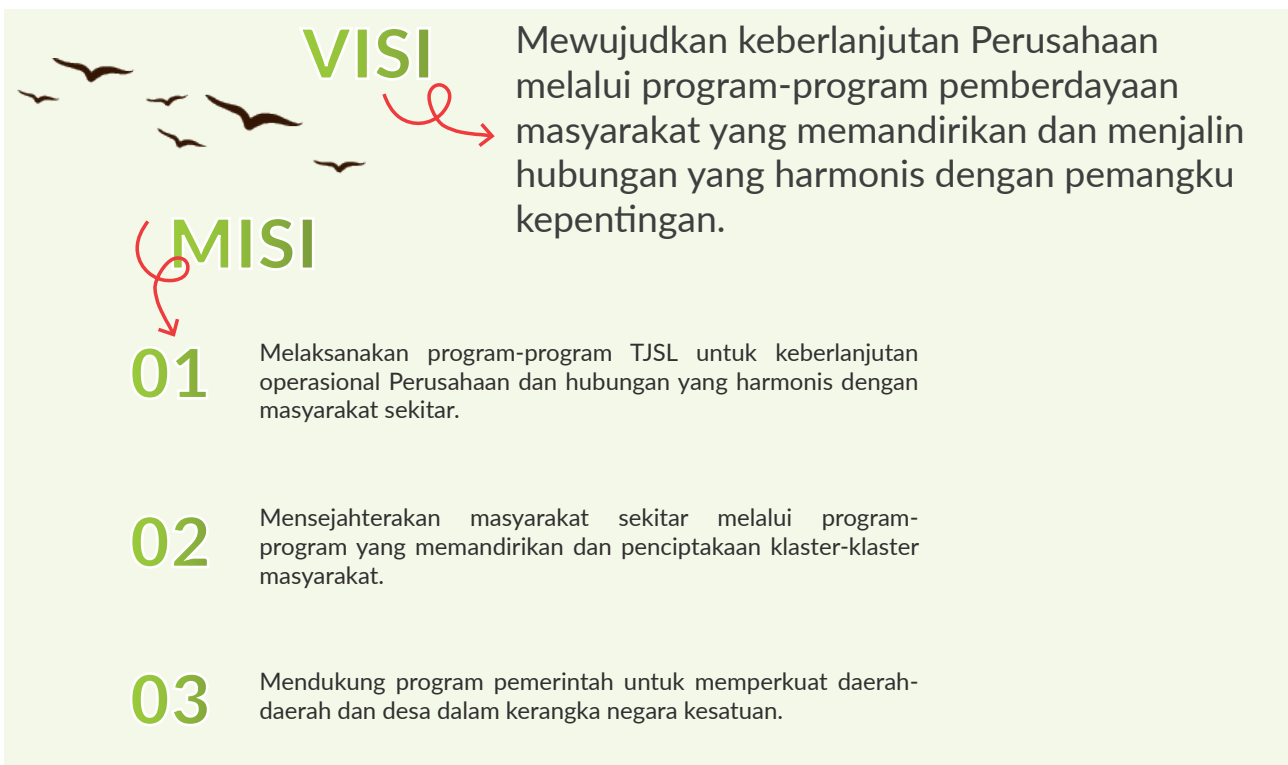 VISI
Mewujudkan keberlanjutan Perusahaan
melalui program-program pemberdayaan
masyarakat yang memandirikan dan menjalin
hubungan yang harmonis dengan pemangku
kepentingan.
MISI
01
Melaksanakan program-program TJSL untuk keberlanjutan
operasional Perusahaan dan hubungan yang harmonis dengan
masyarakat sekitar.
02
Mensejahterakan masyarakat sekitar melalui program-
program yang memandirikan dan penciptakaan klaster-klaster
masyarakat.
03
Mendukung program pemerintah untuk memperkuat daerah-
daerah dan desa dalam kerangka negara kesatuan.